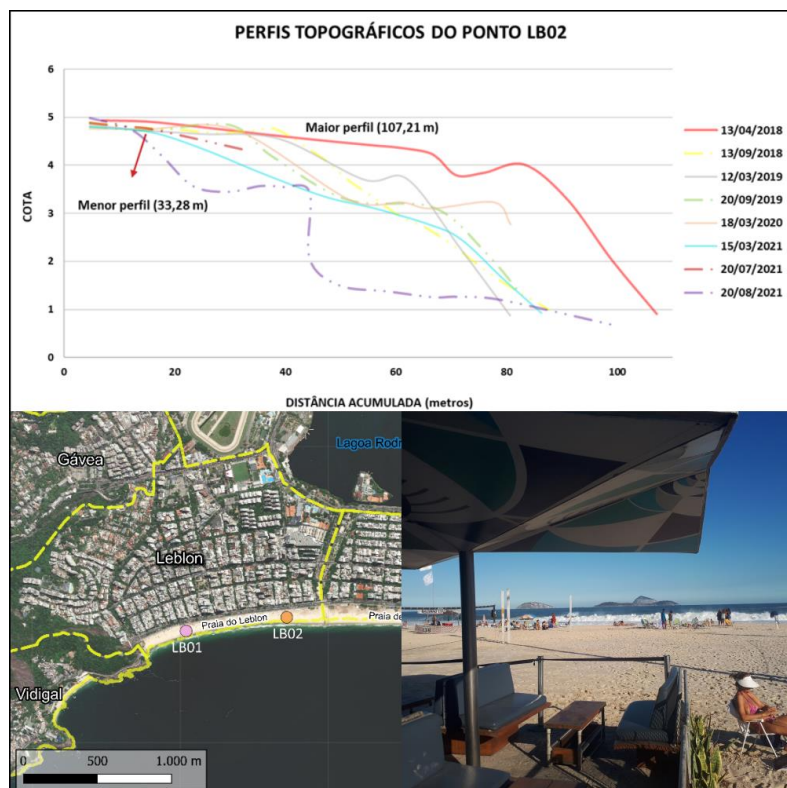 PERFIS TOPOGRÁFICOS DO PONTO LB02
6
5
4
3
2
1
0
COTA
Maior perfil (107,21 m)
Menor perfil (33,28 m)
0
20
40
60
80
100
DISTÂNCIA ACUMULADA (metros)
13/04/2018
13/09/2018
12/03/2019
20/09/2019
18/03/2020
15/03/2021
20/07/2021
20/08/2021
Gávea
Lagoa Rodr
Leblon
Praia do Leblon
Praia de
LB01
LB02
Vidigal
0 500 1.000 m